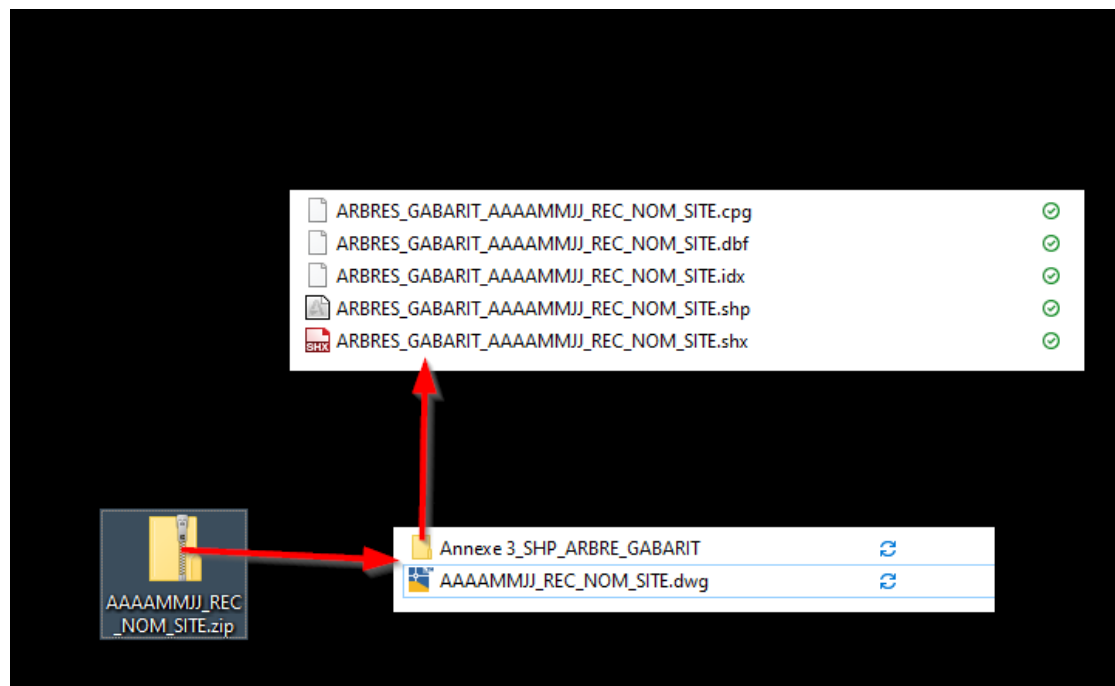 ARBRES_GABARIT_AAAAMMJJ_REC_NOM_SITE.cpg
ARBRES_GABARIT_AAAAMMJJ_REC_NOM_SITE.dbf
ARBRES_GABARIT_AAAAMMJJ_REC_NOM_SITE.idx
ARBRES_GABARIT_AAAAMMJJ_REC_NOM_SITE.shp
SHX ARBRES_GABARIT_AAAAMMJJ_REC_NOM_SITE.shx
Annexe 3_SHP_ARBRE_GABARIT
AAAAMMJJ_REC_NOM_SITE.dwg
AAAAMMJJ_REC
_NOM_SITE.zip